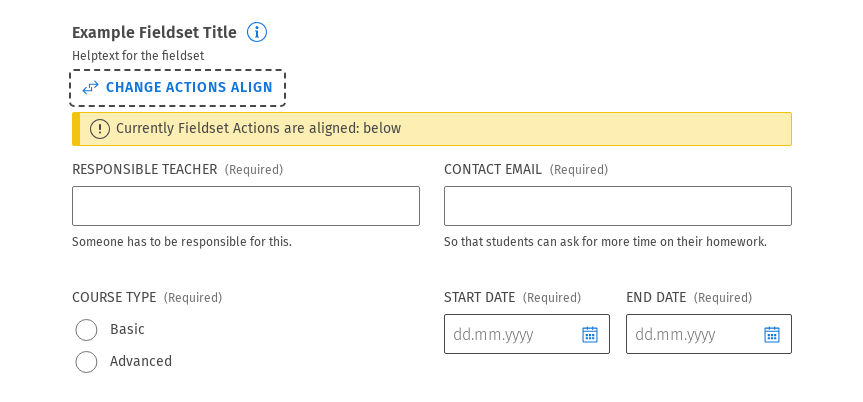 Example Fieldset Title
Helptext for the fieldset
CHANGE ACTIONS ALIGN
Currently Fieldset Actions are aligned: below
RESPONSIBLE TEACHER (Required)
CONTACT EMAIL (Required)
Someone has to be responsible for this.
So that students can ask for more time on their homework.
COURSE TYPE (Required)
START DATE (Required)
END DATE (Required)
Basic
dd.mm.yyyy
dd.mm.yyyy
Advanced